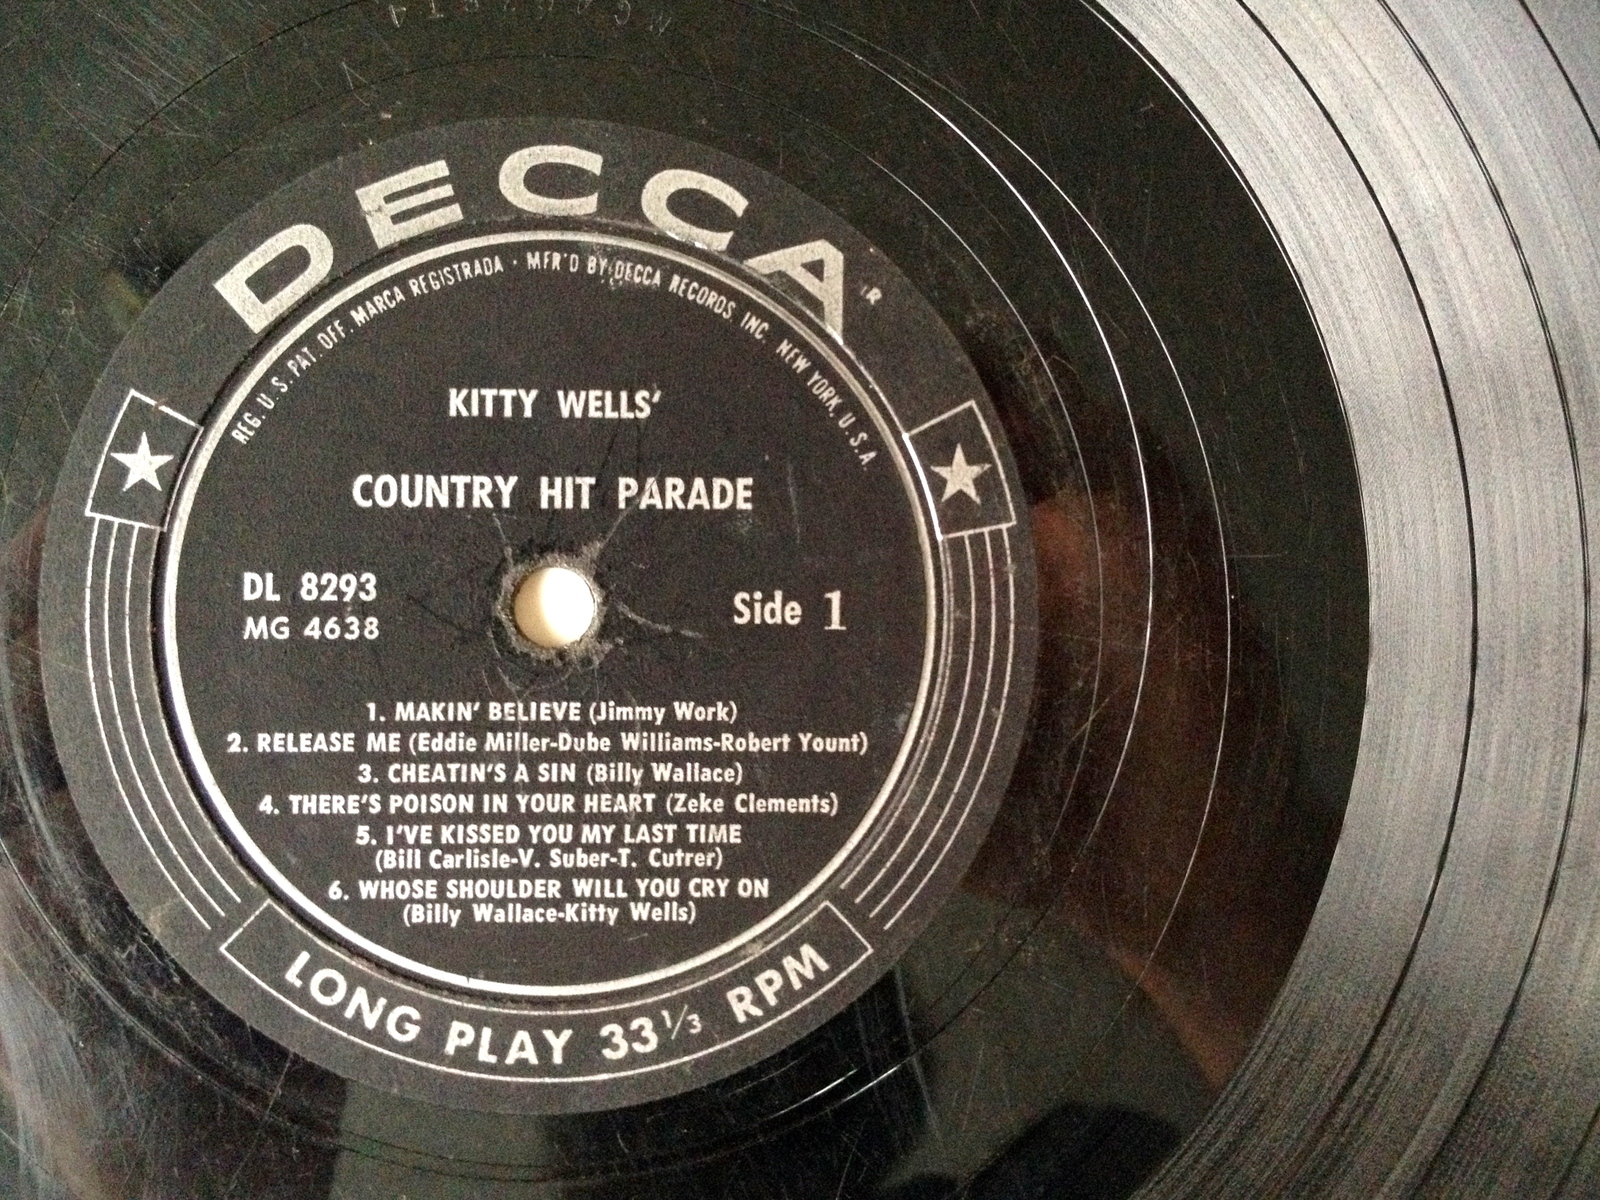 DECCA
REG. U.S. PAT. OFF. MARCA REGISTRADA · MFR'D BY DECCA RECORDS, INC. NEW YORK, U.S.A.
KITTY WELLS'
COUNTRY HIT PARADE
DL 8293
MG 4638
Side 1
1. MAKIN' BELIEVE (Jimmy Work)
2. RELEASE ME (Eddie Miller-Dube Williams-Robert Yount)
3. CHEATIN'S A SIN (Billy Wallace)
4. THERE'S POISON IN YOUR HEART (Zeke Clements)
5. I'VE KISSED YOU MY LAST TIME
(Bill Carlisle-V. Suber-T. Cutrer)
6. WHOSE SHOULDER WILL YOU CRY ON
(Billy Wallace-Kitty Wells)
LONG PLAY 33 1/3 RPM